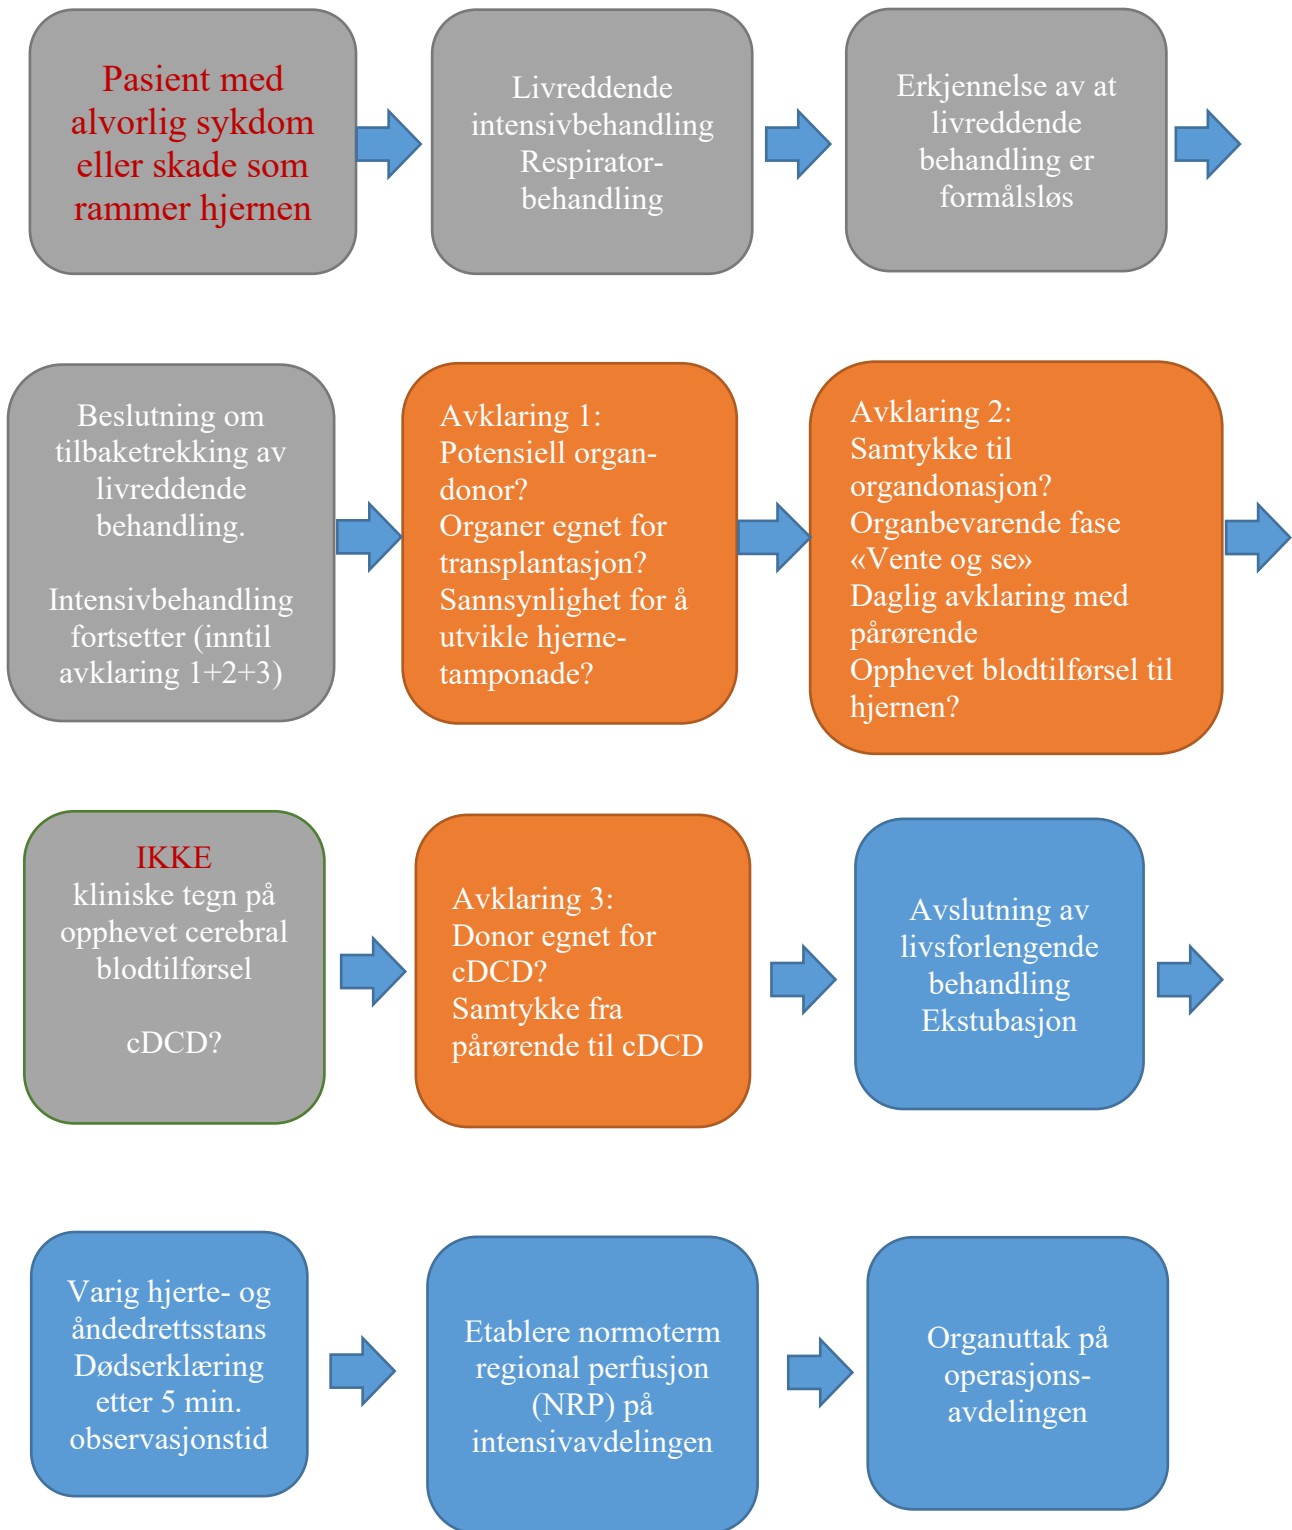 Pasient med
alvorlig sykdom
eller skade som
rammer hjernen
Livreddende
intensivbehandling
Respirator-
behandling
Erkjennelse av at
livreddende
behandling er
formålsløs
Beslutning om
tilbaketrekking av
livreddende
behandling.
Intensivbehandling
fortsetter (inntil
avklaring 1+2+3)
Avklaring 1:
Potensiell organ-
donor?
Organer egnet for
transplantasjon?
Sannsynlighet for å
utvikle hjerne-
tamponade?
Avklaring 2:
Samtykke til
organdonasjon?
Organbevarende fase
«Vente og se»
Daglig avklaring med
pårørende
Opphevet blodtilførsel til
hjernen?
IKKE
kliniske tegn på
opphevet cerebral
blodtilførsel
cDCD?
Avklaring 3:
Donor egnet for
cDCD?
Samtykke fra
pårørende til cDCD
Avslutning av
livsforlengende
behandling
Ekstubasjon
Varig hjerte- og
åndedrettsstans
Dødserklæring
etter 5 min.
observasjonstid
Etablere normoterm
regional perfusjon
(NRP) på
intensivavdelingen
Organuttak på
operasjons-
avdelingen